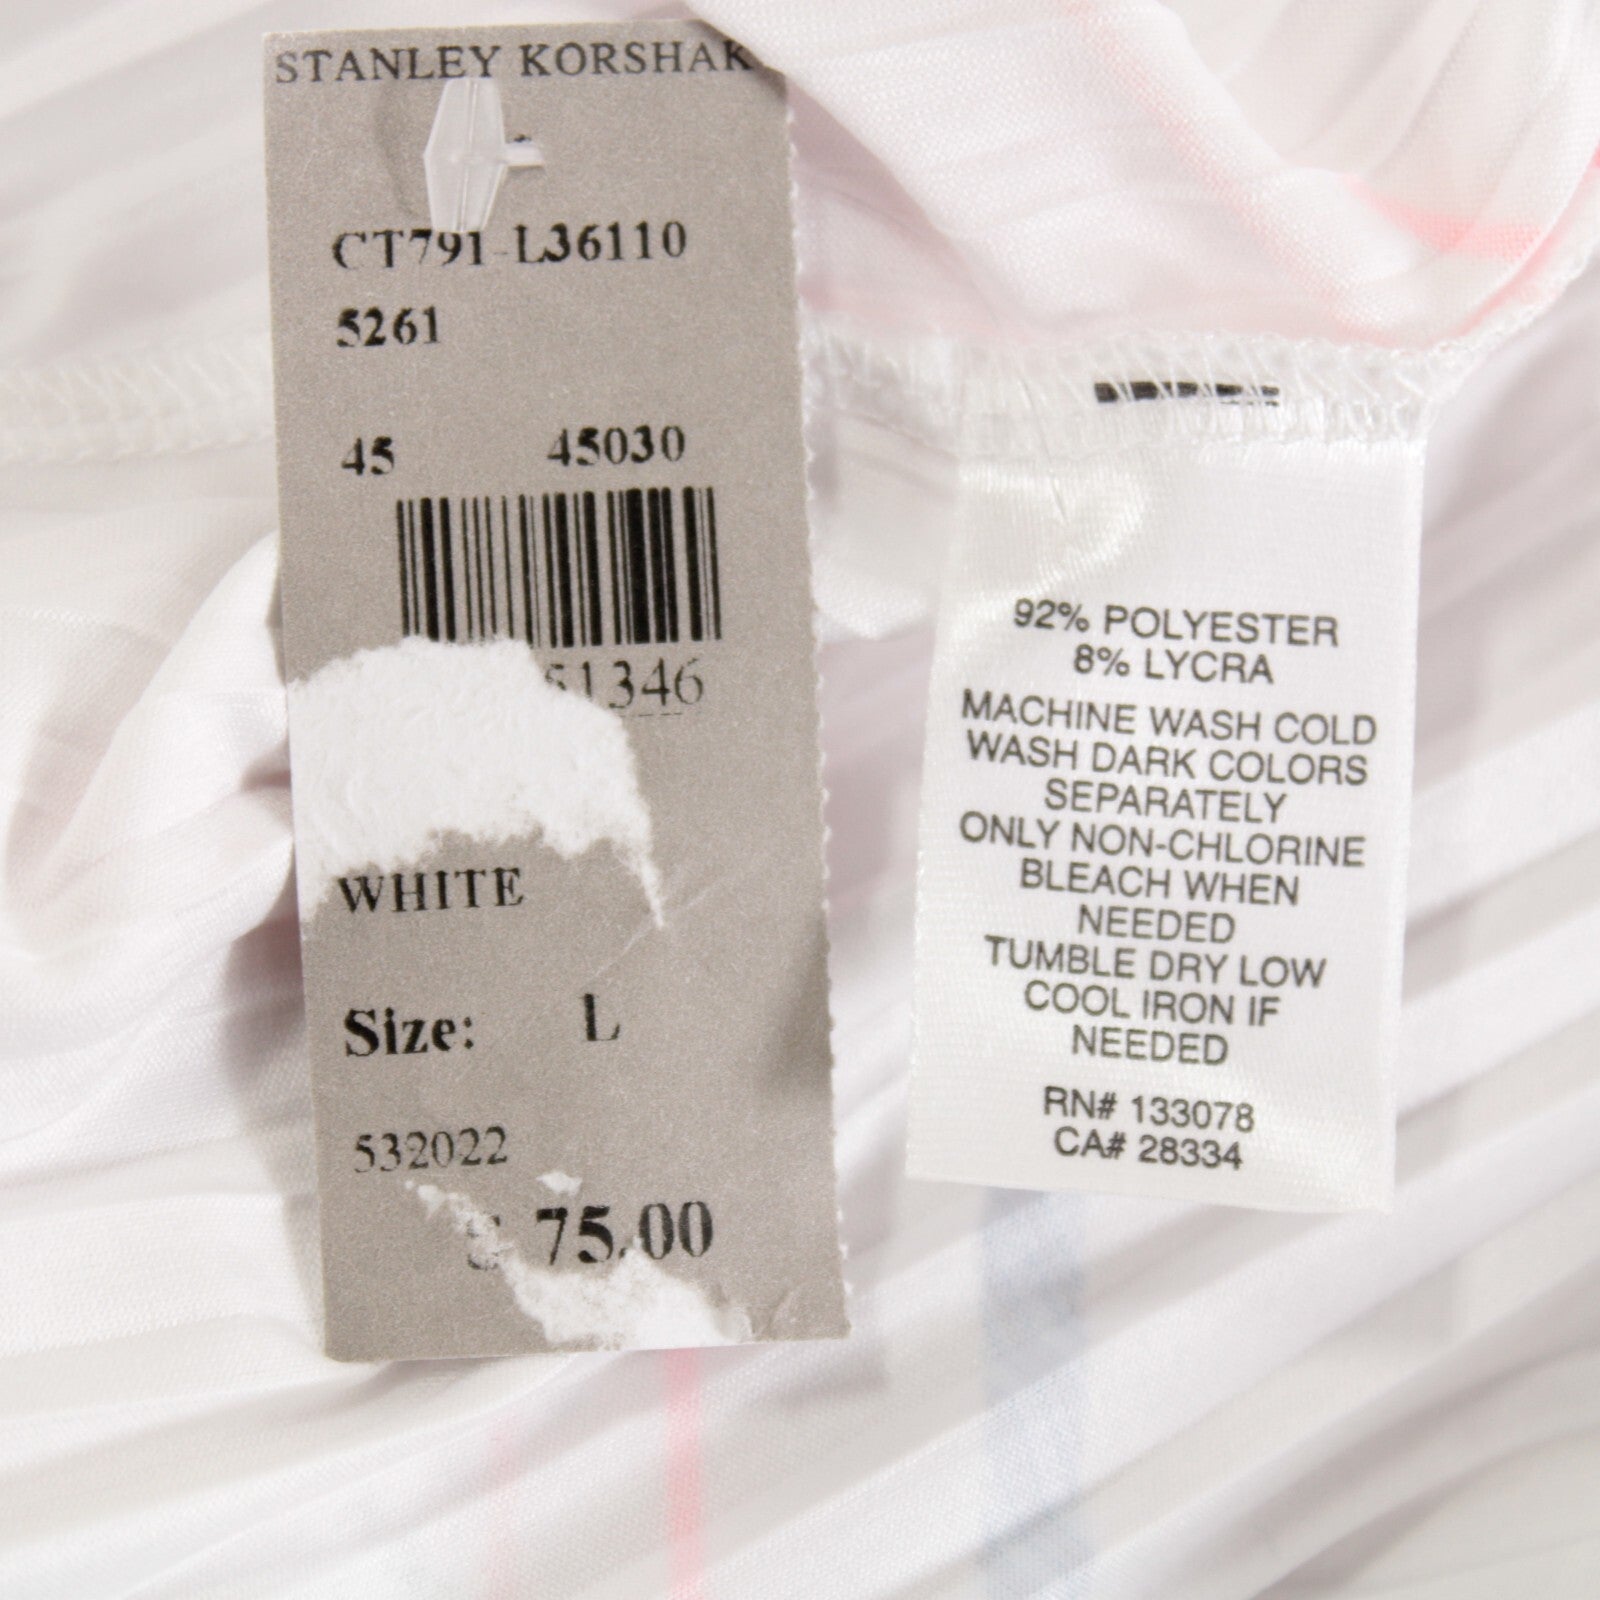 STANLEY KORSHAK
CT791-L36110
5261
45 45030
51346
WHITE
Size: L
532022
$ 75.00
92% POLYESTER
8% LYCRA
MACHINE WASH COLD
WASH DARK COLORS
SEPARATELY
ONLY NON-CHLORINE
BLEACH WHEN
NEEDED
TUMBLE DRY LOW
COOL IRON IF
NEEDED
RN# 133078
CA# 28334